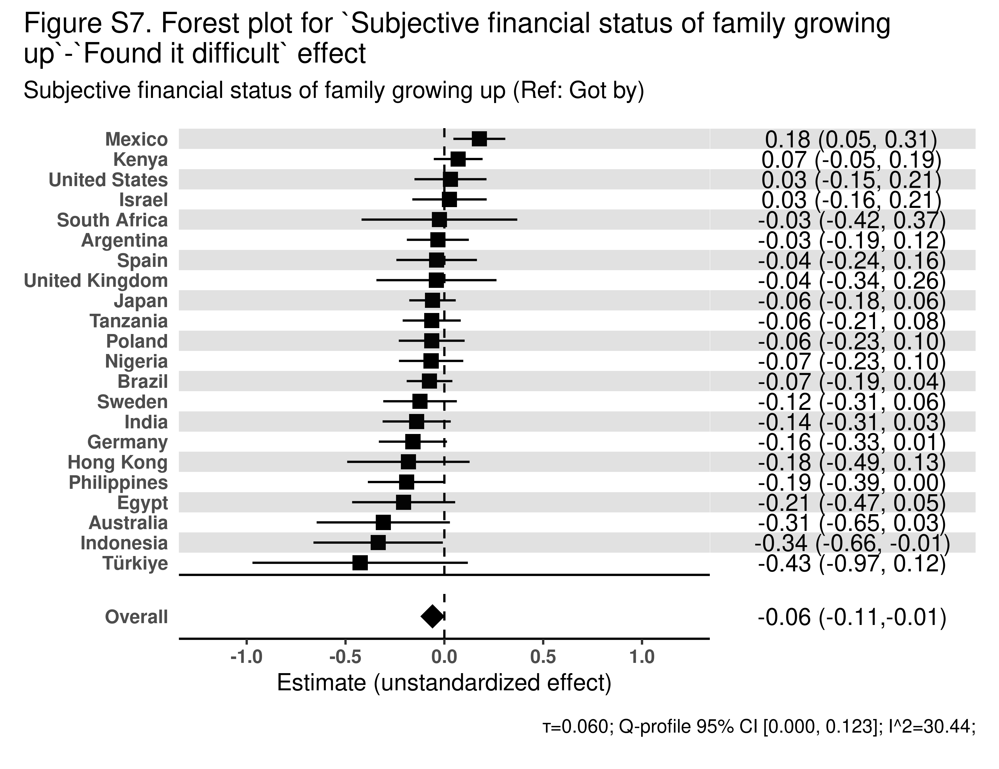 Figure S7. Forest plot for `Subjective financial status of family growing
up`-`Found it difficult` effect
Subjective financial status of family growing up (Ref: Got by)
Mexico 0.18 (0.05, 0.31)
Kenya 0.07 (-0.05, 0.19)
United States 0.03 (-0.15, 0.21)
Israel 0.03 (-0.16, 0.21)
South Africa -0.03 (-0.42, 0.37)
Argentina -0.03 (-0.19, 0.12)
Spain -0.04 (-0.24, 0.16)
United Kingdom -0.04 (-0.34, 0.26)
Japan -0.06 (-0.18, 0.06)
Tanzania -0.06 (-0.21, 0.08)
Poland -0.06 (-0.23, 0.10)
Nigeria -0.07 (-0.23, 0.10)
Brazil -0.07 (-0.19, 0.04)
Sweden -0.12 (-0.31, 0.06)
India -0.14 (-0.31, 0.03)
Germany -0.16 (-0.33, 0.01)
Hong Kong -0.18 (-0.49, 0.13)
Philippines -0.19 (-0.39, 0.00)
Egypt -0.21 (-0.47, 0.05)
Australia -0.31 (-0.65, 0.03)
Indonesia -0.34 (-0.66, -0.01)
Türkiye -0.43 (-0.97, 0.12)
Overall -0.06 (-0.11,-0.01)
-1.0 -0.5 0.0 0.5 1.0
Estimate (unstandardized effect)
τ=0.060; Q-profile 95% CI [0.000, 0.123]; I^2=30.44;